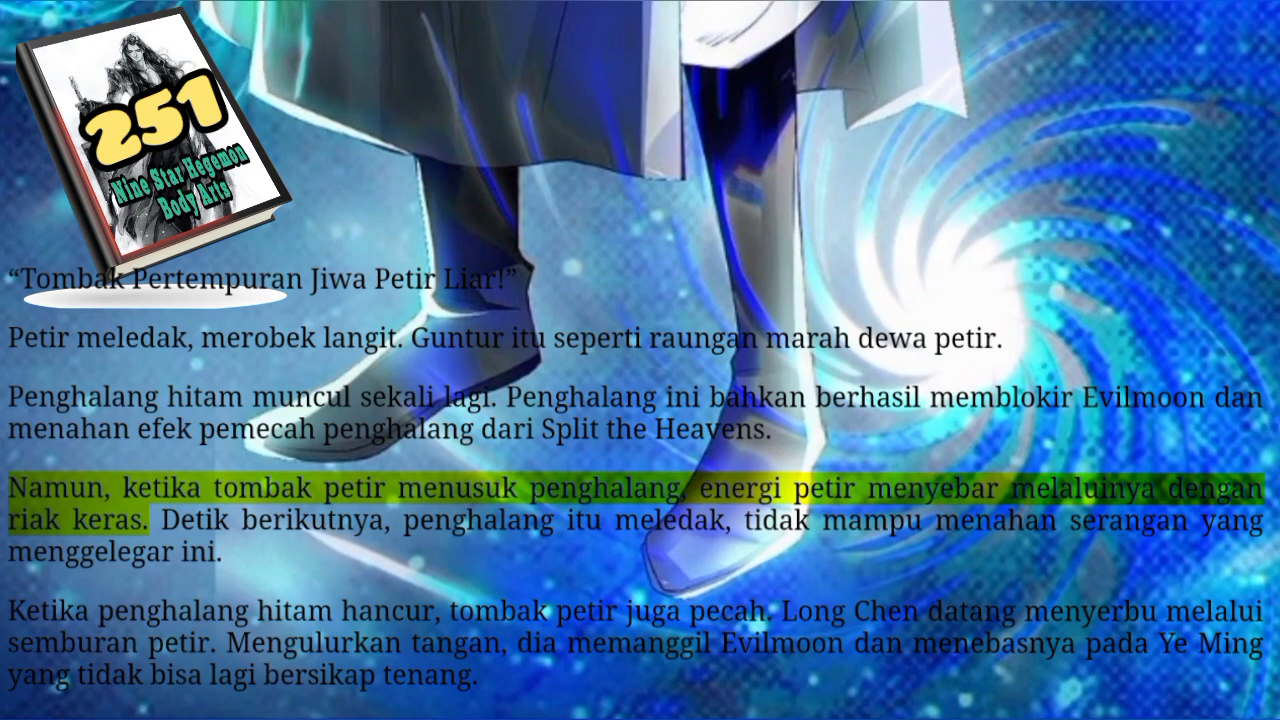 251
Nine Star Hegemon
Body Arts
“Tombak Pertempuran Jiwa Petir Liar!”
Petir meledak, merobek langit. Guntur itu seperti raungan marah dewa petir.
Penghalang hitam muncul sekali lagi. Penghalang ini bahkan berhasil memblokir Evilmoon dan
menahan efek pemecah penghalang dari Split the Heavens.
Namun, ketika tombak petir menusuk penghalang, energi petir menyebar melaluinya dengan
riak keras. Detik berikutnya, penghalang itu meledak, tidak mampu menahan serangan yang
menggelegar ini.
Ketika penghalang hitam hancur, tombak petir juga pecah. Long Chen datang menyerbu melalui
semburan petir. Mengulurkan tangan, dia memanggil Evilmoon dan menebasnya pada Ye Ming
yang tidak bisa lagi bersikap tenang.